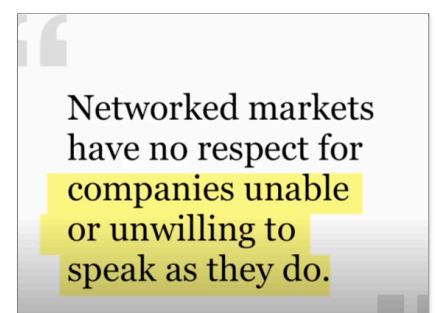 Networked markets
have no respect for
companies unable
or unwilling to
speak as they do.